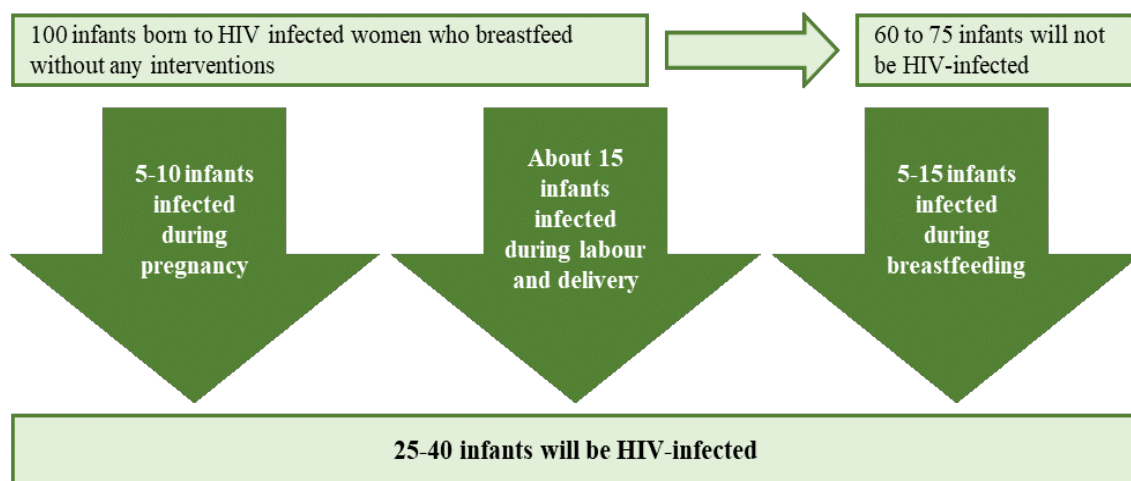 100 infants born to HIV infected women who breastfeed
without any interventions
60 to 75 infants will not
be HIV-infected
5-10 infants
infected
during
pregnancy
About 15
infants
infected
during labour
and delivery
5-15 infants
infected
during
breastfeeding
25-40 infants will be HIV-infected